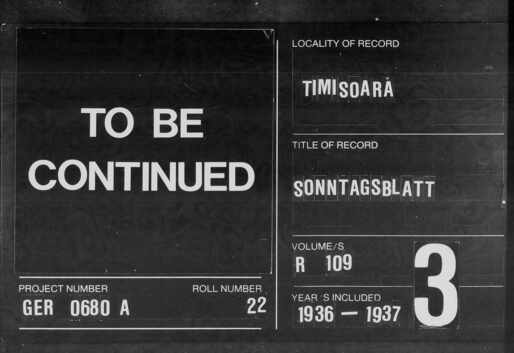 TO BE
CONTINUED
PROJECT NUMBER
GER 0680 A
ROLL NUMBER
22
LOCALITY OF RECORD
TIMISOARA
TITLE OF RECORD
SONNTAGSBLATT
VOLUME/S
R 109
YEAR'S INCLUDED
1936 — 1937
3